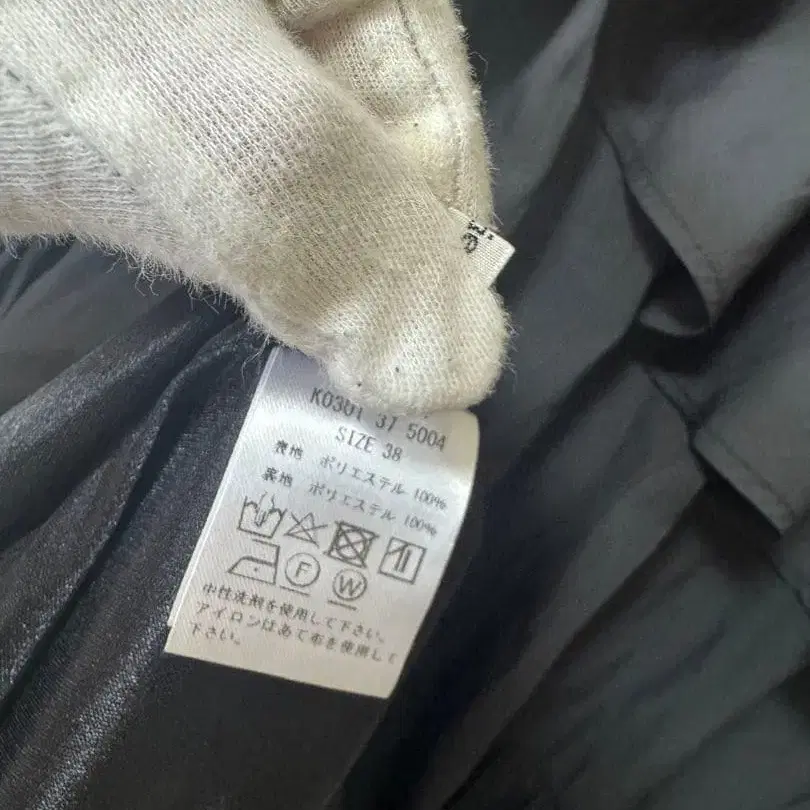 K0301 37 5004
SIZE 38
表地 ポリエステル 100%
裏地 ポリエステル 100%
F W
中性洗剤を使用して下さい。
アイロンはあて布を使用して
下さい。